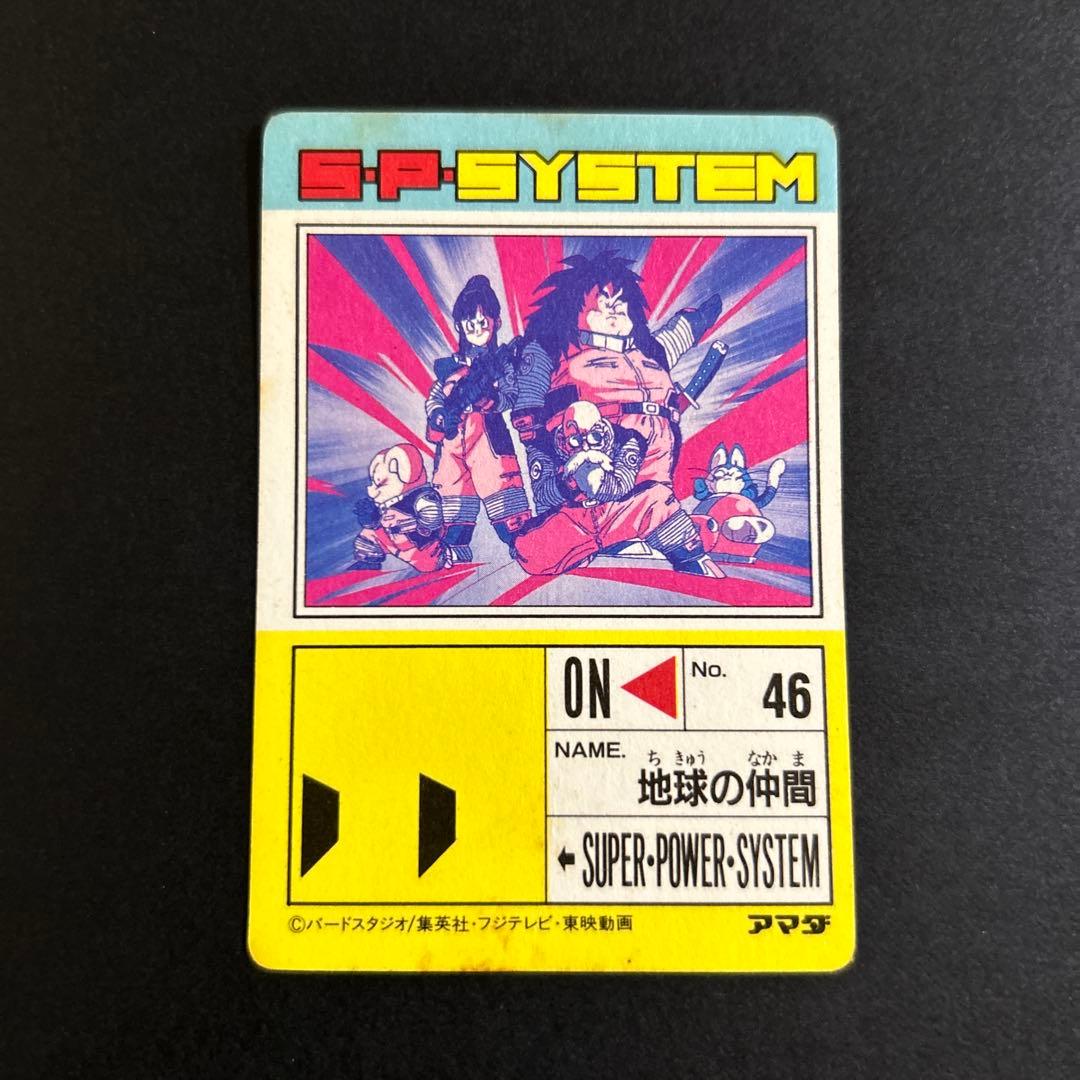 S·P·SYSTEM
ON
No.
46
NAME.
ちきゅう なかま
地球の仲間
SUPER·POWER·SYSTEM
©バードスタジオ/集英社·フジテレビ·東映動画
アマダ